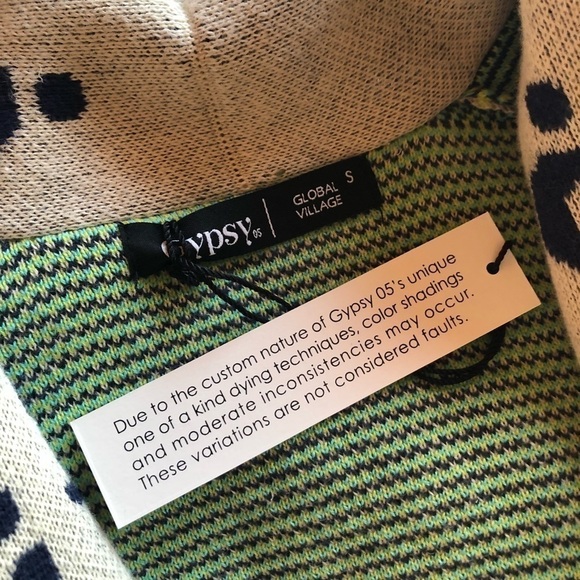 Gypsy 05
GLOBAL
VILLAGE
S
Due to the custom nature of Gypsy 05's unique
one of a kind dying techniques, color shadings
and moderate inconsistencies may occur.
These variations are not considered faults.